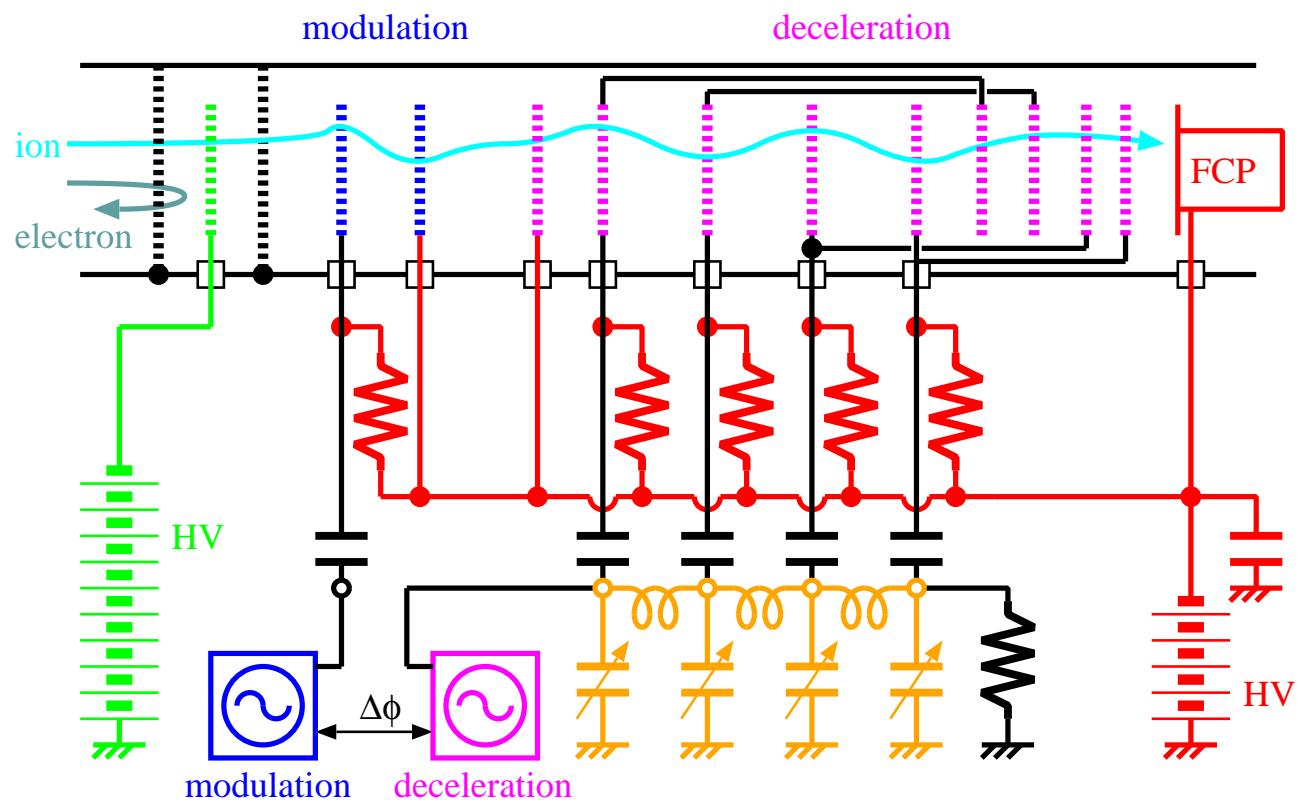 modulation
deceleration
ion
FCP
electron
HV
Δϕ
HV
modulation
deceleration